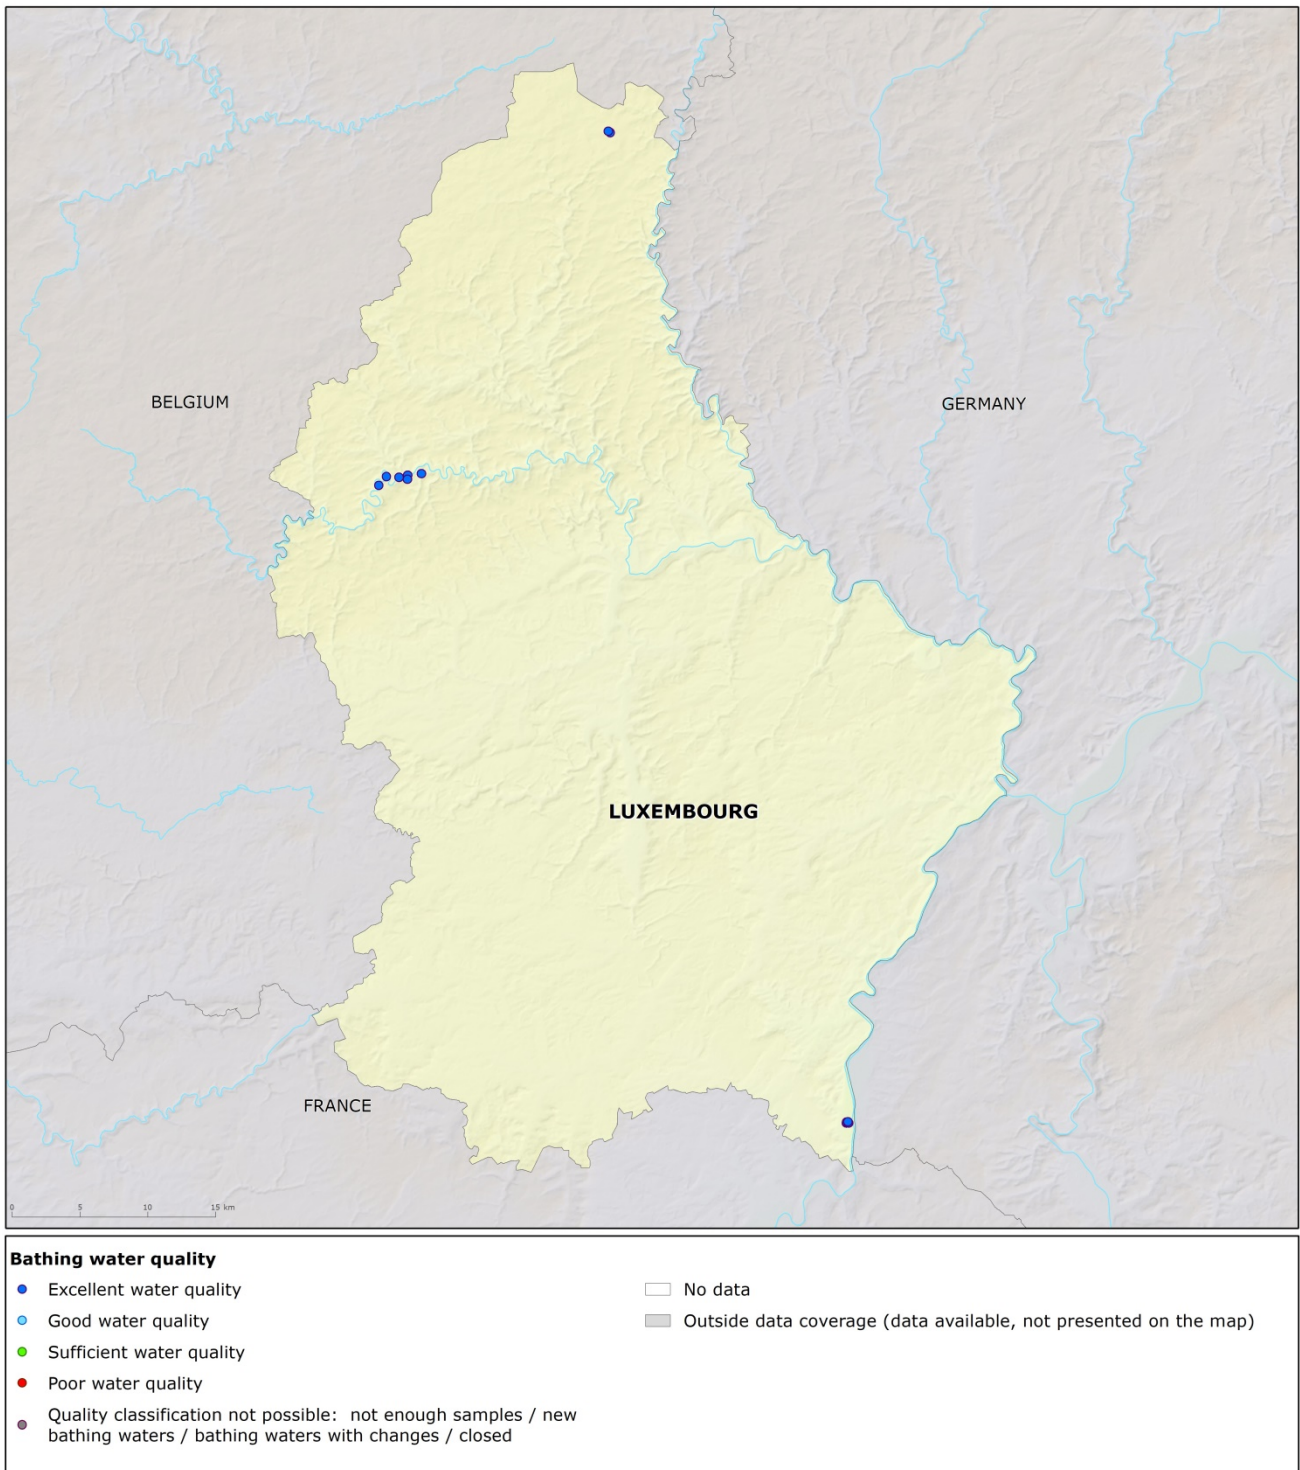 BELGIUM
GERMANY
LUXEMBOURG
FRANCE
0 5 10 15 km
Bathing water quality
Excellent water quality
Good water quality
Sufficient water quality
Poor water quality
Quality classification not possible: not enough samples / new
bathing waters / bathing waters with changes / closed
No data
Outside data coverage (data available, not presented on the map)